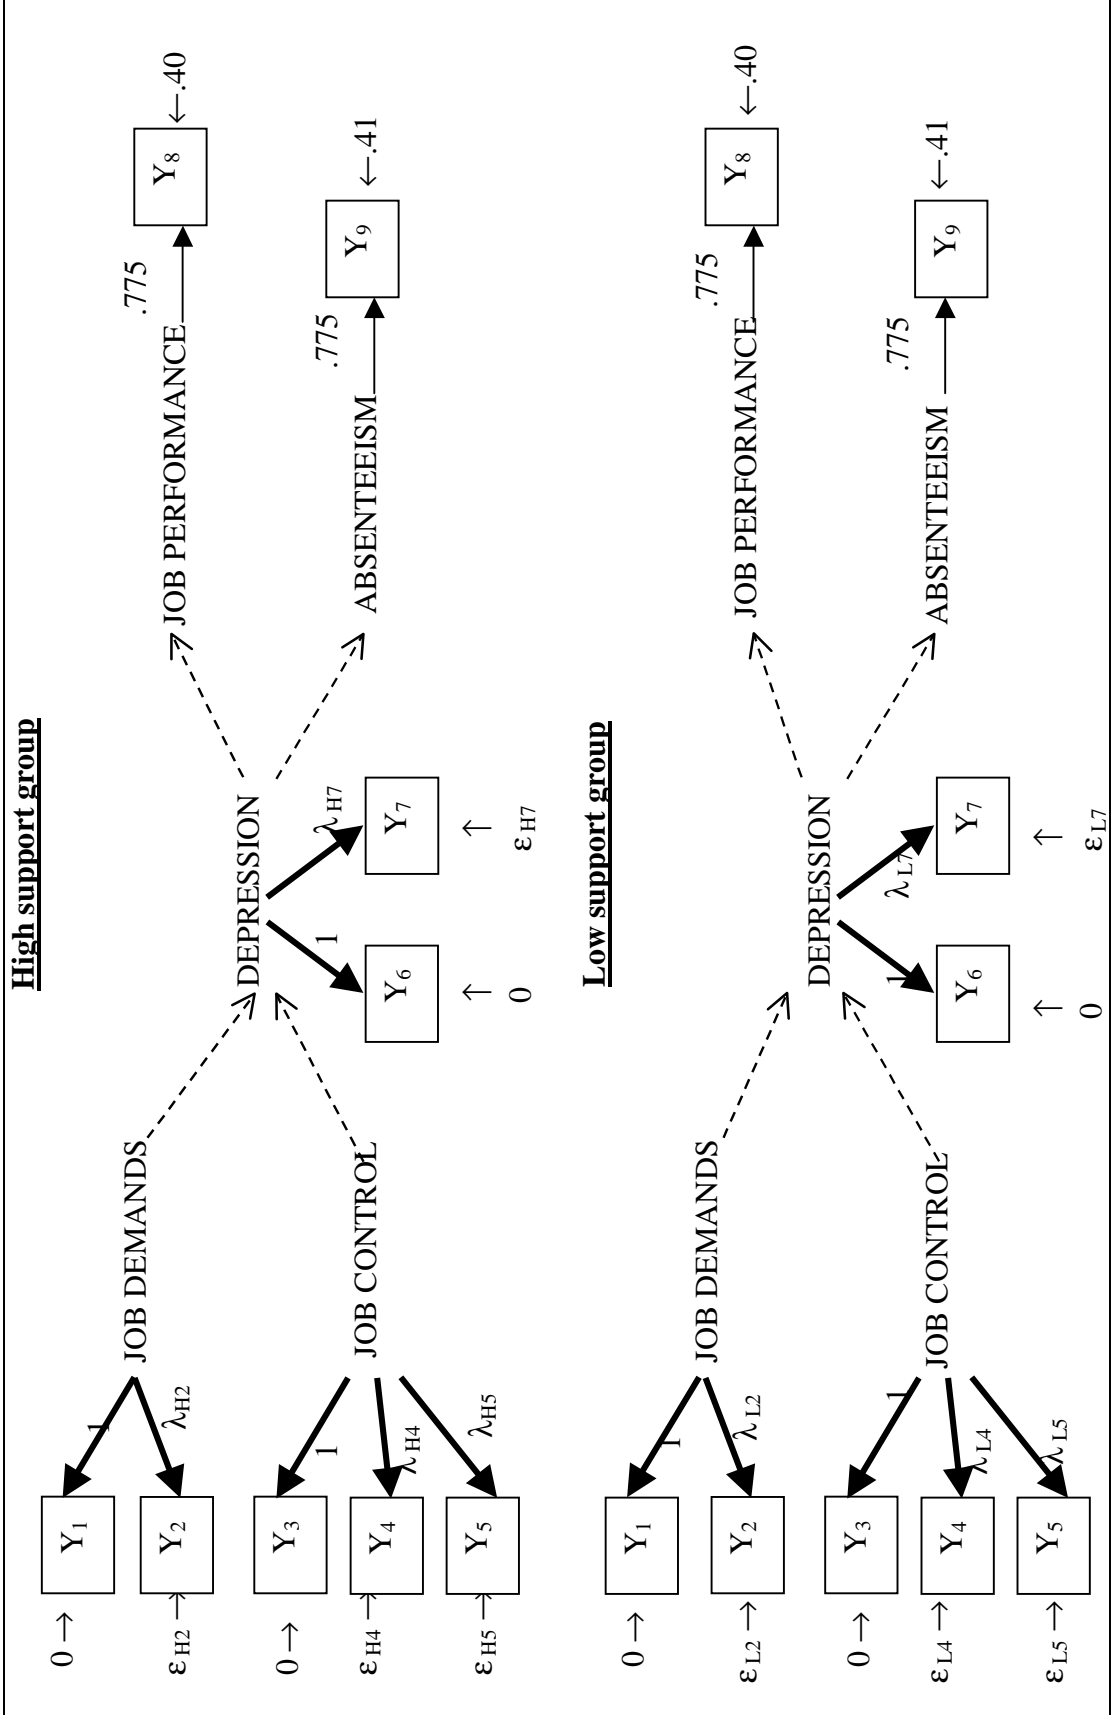 High support group
0 →
Y1
1
JOB DEMANDS
εH2→
Y2
λH2
0→
Y3
1
JOB CONTROL
εH4→
Y4
λH4
εH5→
Y5
λH5
DEPRESSION
1
λH7
Y6
Y7
↑
↑
0
εH7
JOB PERFORMANCE
.775
Y8
←.40
ABSENTEEISM
.775
Y9
←.41
Low support group
0 →
Y1
1
JOB DEMANDS
εL2 →
Y2
λL2
0 →
Y3
1
JOB CONTROL
εL4 →
Y4
λL4
εL5 →
Y5
λL5
DEPRESSION
1
λL7
Y6
Y7
↑
↑
0
εL7
JOB PERFORMANCE
.775
Y8
←.40
ABSENTEEISM
.775
Y9
←.41